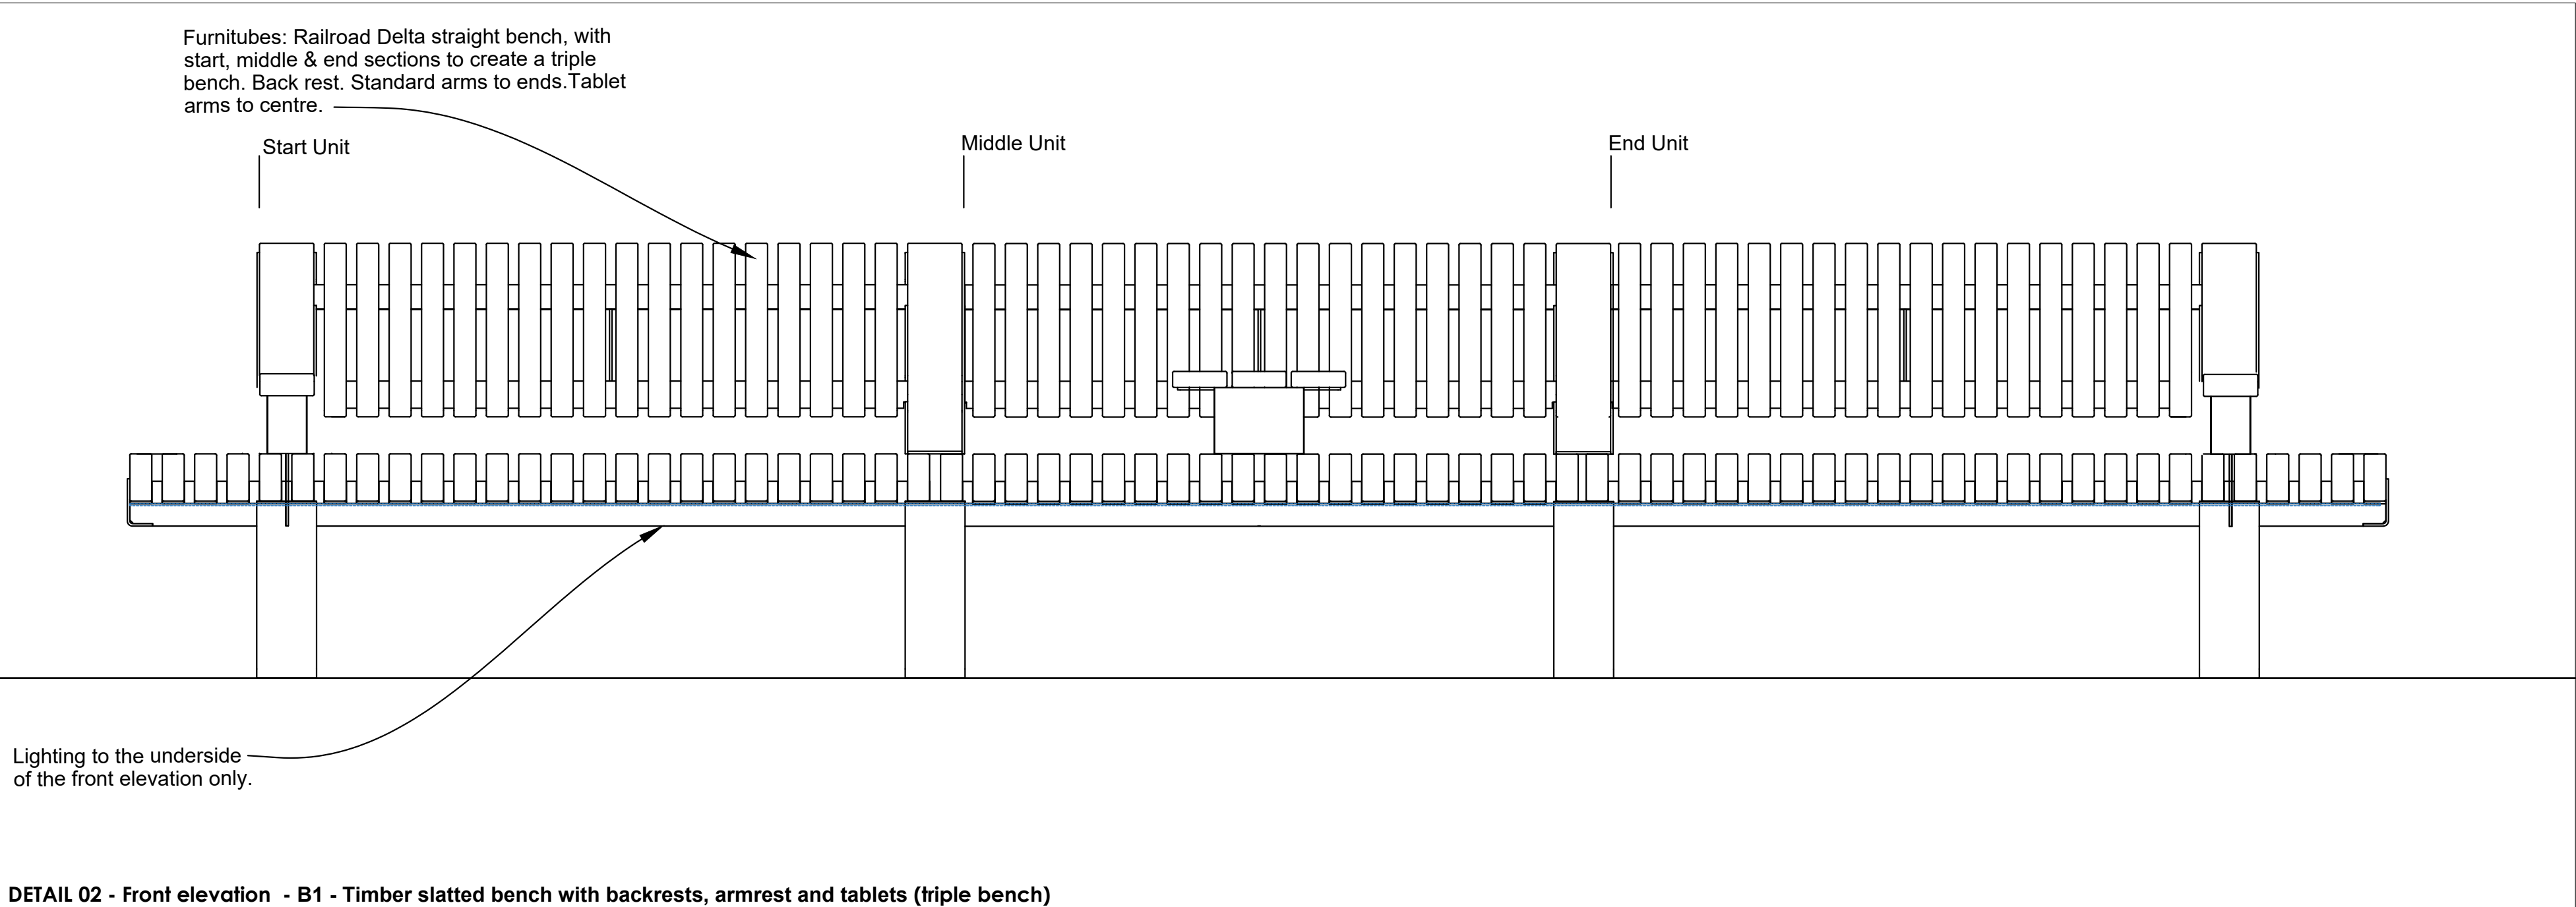 Furnitubes: Railroad Delta straight bench, with
start, middle & end sections to create a triple
bench. Back rest. Standard arms to ends.Tablet
arms to centre.
Start Unit
Middle Unit
End Unit
Lighting to the underside
of the front elevation only.
DETAIL 02 - Front elevation - B1 - Timber slatted bench with backrests, armrest and tablets (triple bench)